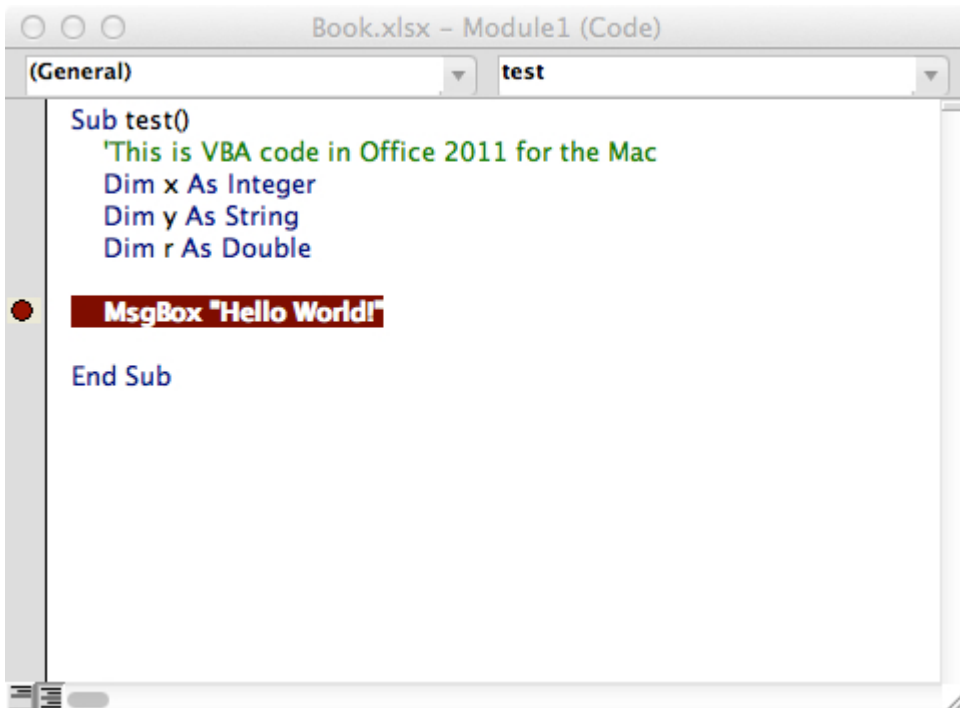 Book.xlsx – Module1 (Code)
(General) test
Sub test()
'This is VBA code in Office 2011 for the Mac
Dim x As Integer
Dim y As String
Dim r As Double
MsgBox "Hello World!"
End Sub